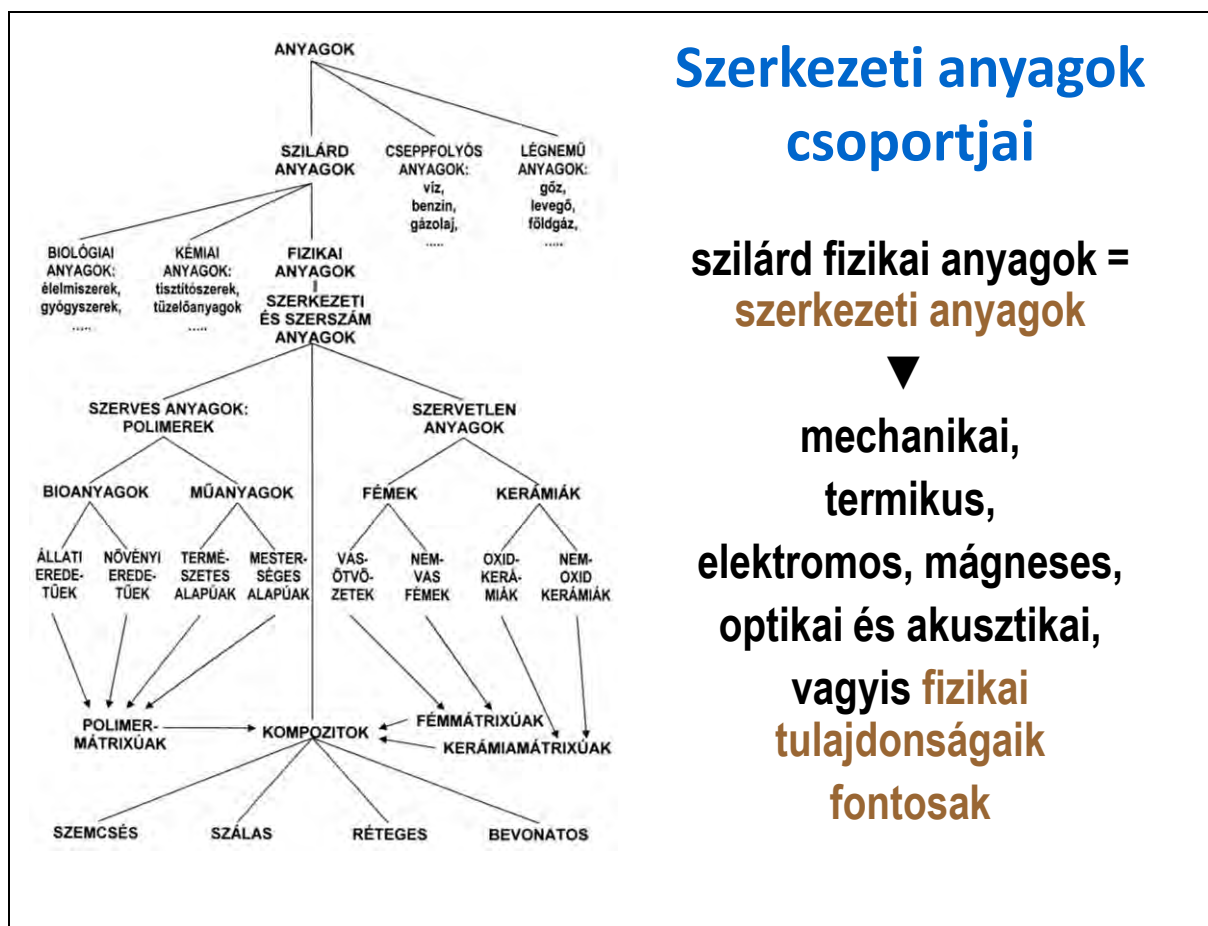 ANYAGOK
SZILÁRD
ANYAGOK
CSEPPFOLYÓS
ANYAGOK:
víz,
benzin,
gázolaj,
.....
LÉGNEMŰ
ANYAGOK:
gőz,
levegő,
földgáz,
.....
BIOLÓGIAI
ANYAGOK:
élelmiszerek,
gyógyszerek,
.....
KÉMIAI
ANYAGOK:
tisztítószerek,
tüzelőanyagok
.....
FIZIKAI
ANYAGOK
=
SZERKEZETI
ÉS SZERSZÁM
ANYAGOK
SZERVES ANYAGOK:
POLIMEREK
SZERVETLEN
ANYAGOK
BIOANYAGOK
MŰANYAGOK
FÉMEK
KERÁMIÁK
ÁLLATI
EREDE-
TŰEK
NÖVÉNYI
EREDE-
TŰEK
TERMÉ-
SZETES
ALAPÚAK
MESTER-
SÉGES
ALAPÚAK
VAS-
ÖTVÖ-
ZETEK
NEM-
VAS
FÉMEK
OXID-
KERÁ-
MIÁK
NEM-
OXID
KERÁMIÁK
POLIMER-
MÁTRIXÚAK
KOMPOZITOK
FÉMMÁTRIXÚAK
KERÁMIAMÁTRIXÚAK
SZEMCSÉS
SZÁLAS
RÉTEGES
BEVONATOS
Szerkezeti anyagok
csoportjai
szilárd fizikai anyagok =
szerkezeti anyagok
▼
mechanikai,
termikus,
elektromos, mágneses,
optikai és akusztikai,
vagyis fizikai
tulajdonságaik
fontosak